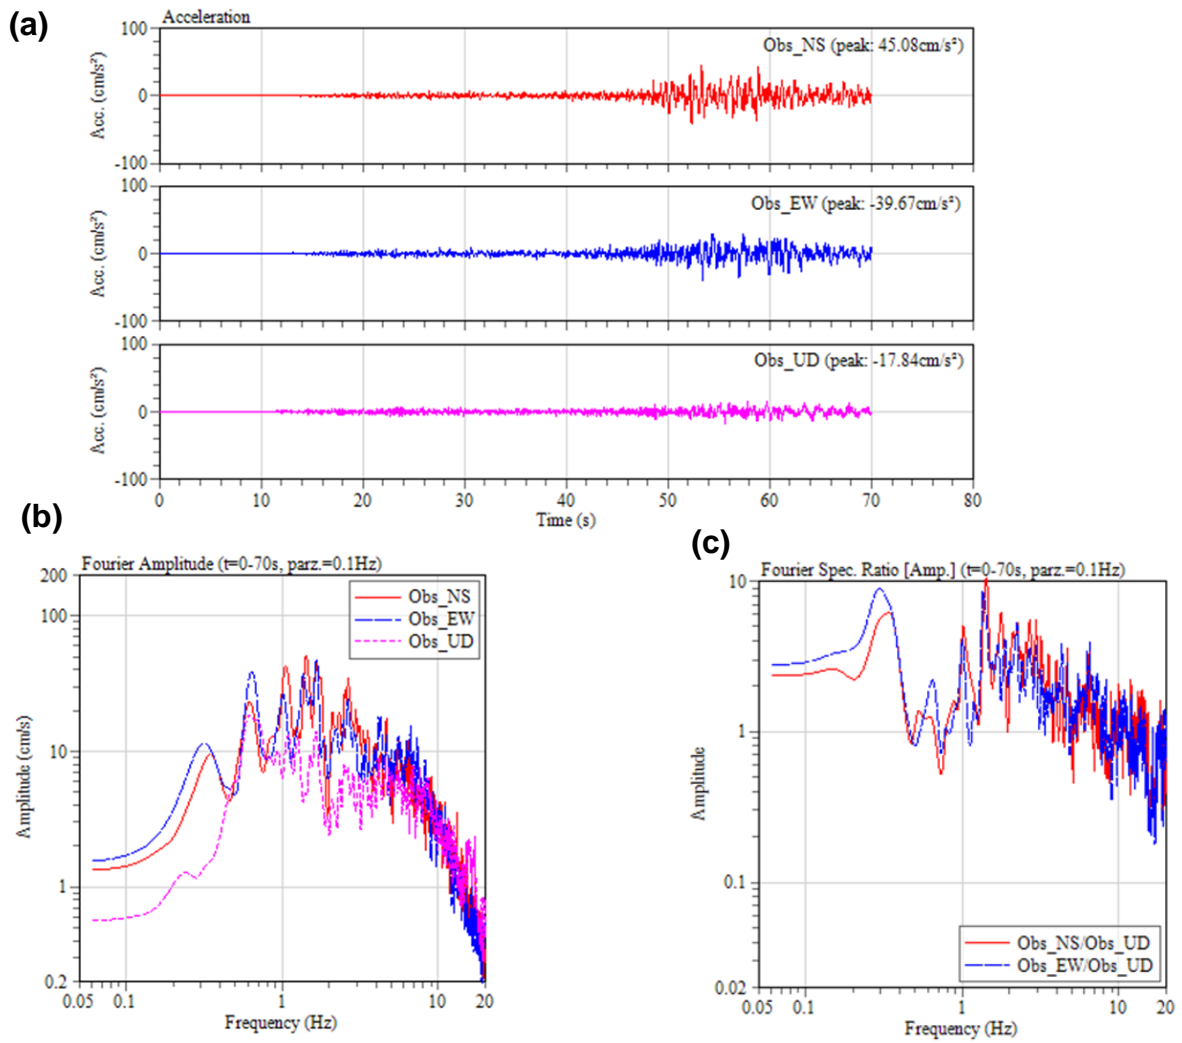 (a)
Acceleration
100
0
-100
Acc. (cm/s²)
Obs_NS (peak: 45.08cm/s²)
100
0
-100
Acc. (cm/s²)
Obs_EW (peak: -39.67cm/s²)
100
0
-100
Acc. (cm/s²)
Obs_UD (peak: -17.84cm/s²)
0 10 20 30 40 50 60 70 80
Time (s)
(b)
Fourier Amplitude (t=0-70s, parz.=0.1Hz)
200
100
10
1
0.2
Amplitude (cm/s)
Obs_NS
Obs_EW
Obs_UD
0.05 0.1 1 10 20
Frequency (Hz)
(c)
Fourier Spec. Ratio [Amp.] (t=0-70s, parz.=0.1Hz)
10
1
0.1
0.02
Amplitude
Obs_NS/Obs_UD
Obs_EW/Obs_UD
0.05 0.1 1 10 20
Frequency (Hz)